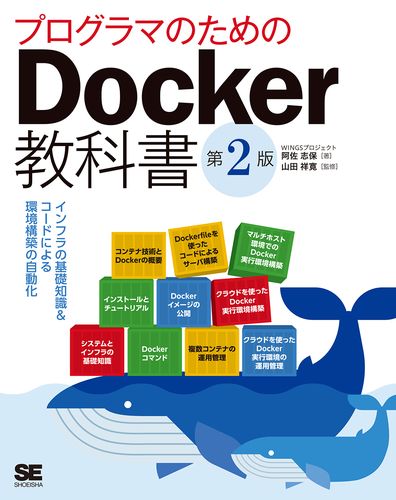 プログラマのための
Docker
教科書
第2版
WINGSプロジェクト
阿佐 志保 [著]
山田 祥寛 [監修]
インフラの基礎知識&
コードによる
環境構築の自動化
コンテナ技術と
Dockerの概要
Dockerfileを
使った
コードによる
サーバ構築
マルチホスト
環境での
Docker
実行環境構築
インストールと
チュートリアル
Docker
イメージの
公開
クラウドを使った
Docker
実行環境構築
システムと
インフラの
基礎知識
Docker
コマンド
複数コンテナの
運用管理
クラウドを使った
Docker
実行環境の
運用管理
SE
SHOEISHA